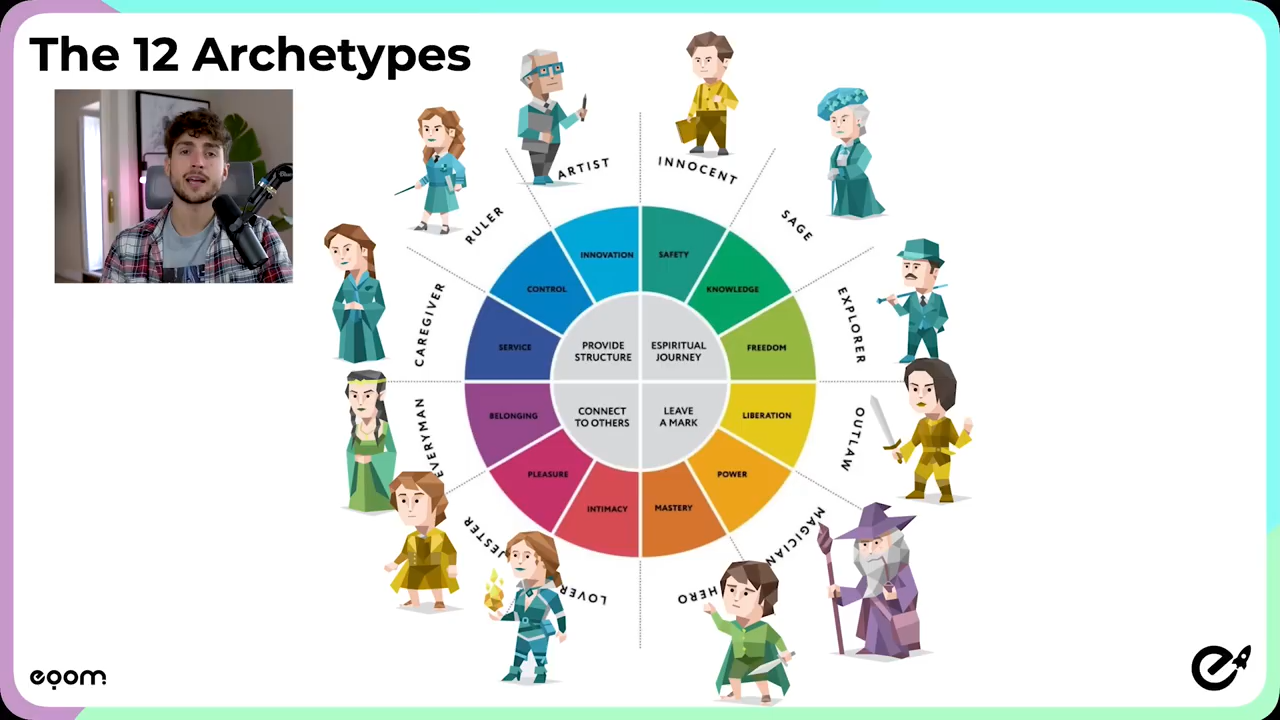 The 12 Archetypes
ARTIST
INNOCENT
SAGE
EXPLORER
OUTLAW
MAGICIAN
HERO
LOVER
JESTER
EVERYMAN
CAREGIVER
RULER
INNOVATION
SAFETY
KNOWLEDGE
FREEDOM
LIBERATION
POWER
MASTERY
INTIMACY
PLEASURE
BELONGING
SERVICE
CONTROL
PROVIDE
STRUCTURE
ESPIRITUAL
JOURNEY
CONNECT
TO OTHERS
LEAVE
A MARK
eqom
e